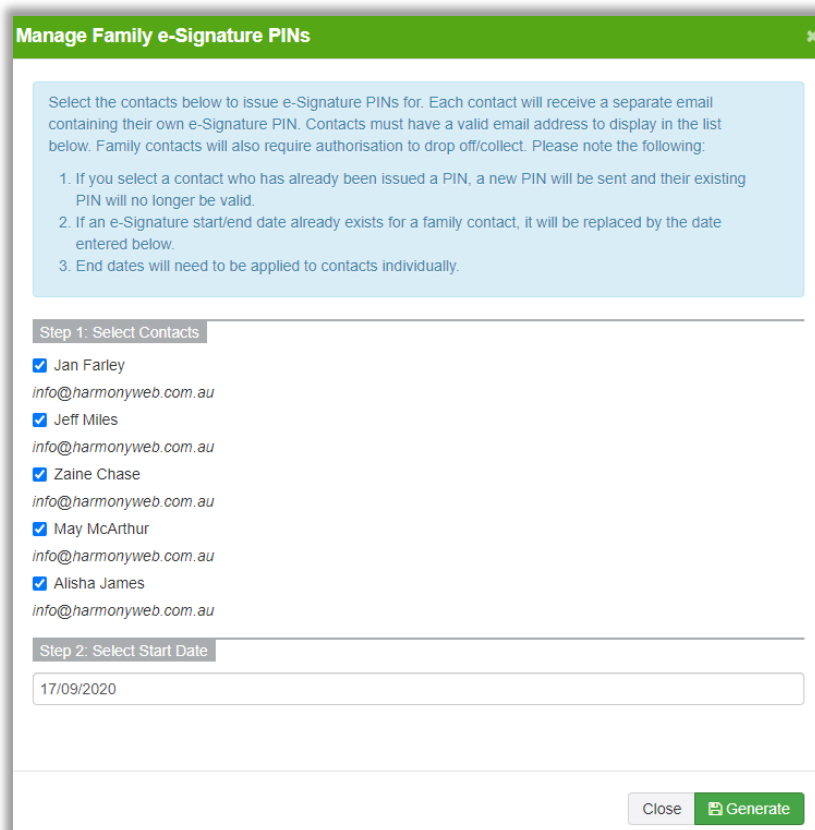 Manage Family e-Signature PINs
Select the contacts below to issue e-Signature PINs for. Each contact will receive a separate email
containing their own e-Signature PIN. Contacts must have a valid email address to display in the list
below. Family contacts will also require authorisation to drop off/collect. Please note the following:
1. If you select a contact who has already been issued a PIN, a new PIN will be sent and their existing
PIN will no longer be valid.
2. If an e-Signature start/end date already exists for a family contact, it will be replaced by the date
entered below.
3. End dates will need to be applied to contacts individually.
Step 1: Select Contacts
Jan Farley
info@harmonyweb.com.au
Jeff Miles
info@harmonyweb.com.au
Zaine Chase
info@harmonyweb.com.au
May McArthur
info@harmonyweb.com.au
Alisha James
info@harmonyweb.com.au
Step 2: Select Start Date
17/09/2020
Close Generate